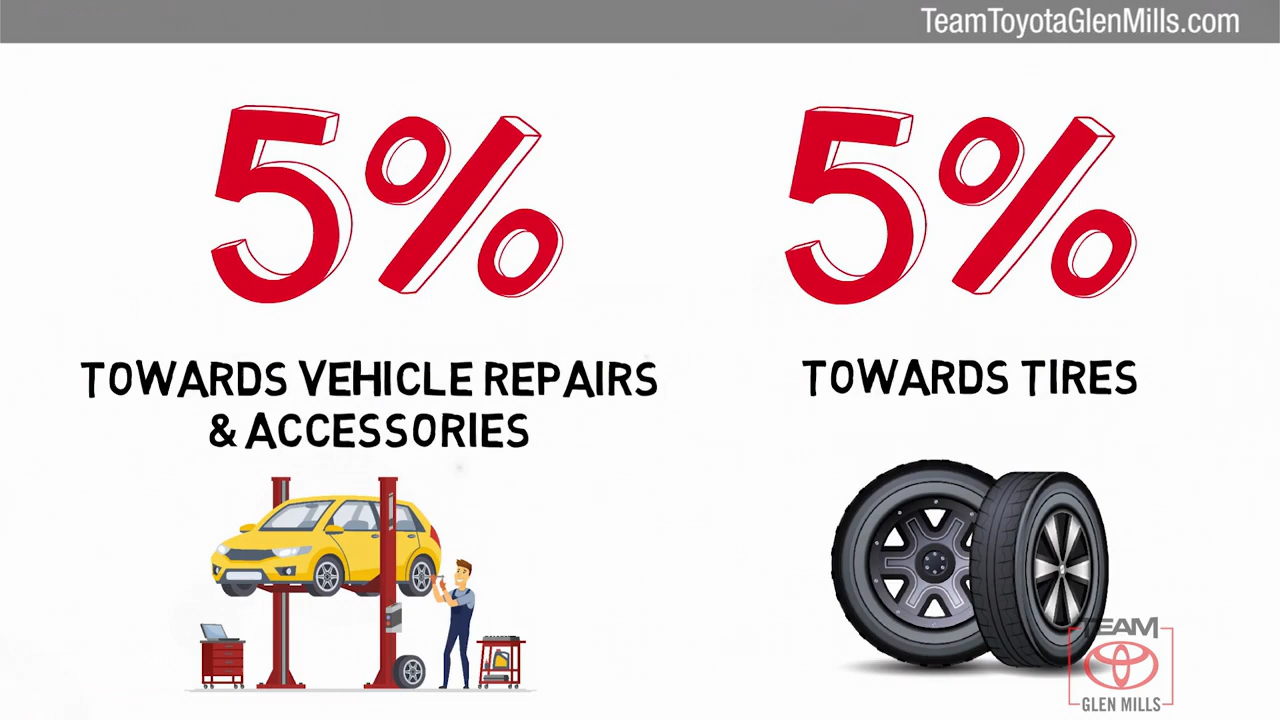 TeamToyotaGlenMills.com
5%
5%
TOWARDS VEHICLE REPAIRS
& ACCESSORIES
TOWARDS TIRES
TEAM
GLEN MILLS